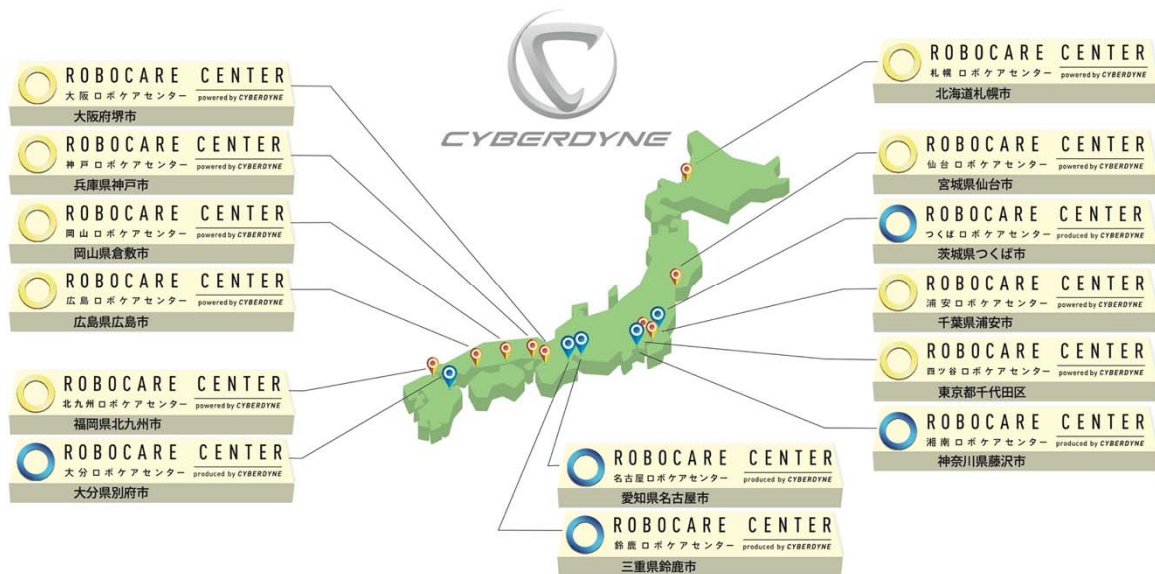 CYBERDYNE
ROBOCARE CENTER
大阪ロボケアセンター powered by CYBERDYNE
大阪府堺市
ROBOCARE CENTER
神戸ロボケアセンター powered by CYBERDYNE
兵庫県神戸市
ROBOCARE CENTER
岡山ロボケアセンター powered by CYBERDYNE
岡山県倉敷市
ROBOCARE CENTER
広島ロボケアセンター powered by CYBERDYNE
広島県広島市
ROBOCARE CENTER
北九州ロボケアセンター powered by CYBERDYNE
福岡県北九州市
ROBOCARE CENTER
大分ロボケアセンター produced by CYBERDYNE
大分県別府市
ROBOCARE CENTER
札幌ロボケアセンター powered by CYBERDYNE
北海道札幌市
ROBOCARE CENTER
仙台ロボケアセンター powered by CYBERDYNE
宮城県仙台市
ROBOCARE CENTER
つくばロボケアセンター produced by CYBERDYNE
茨城県つくば市
ROBOCARE CENTER
浦安ロボケアセンター powered by CYBERDYNE
千葉県浦安市
ROBOCARE CENTER
四ツ谷ロボケアセンター powered by CYBERDYNE
東京都千代田区
ROBOCARE CENTER
湘南ロボケアセンター produced by CYBERDYNE
神奈川県藤沢市
ROBOCARE CENTER
名古屋ロボケアセンター produced by CYBERDYNE
愛知県名古屋市
ROBOCARE CENTER
鈴鹿ロボケアセンター produced by CYBERDYNE
三重県鈴鹿市